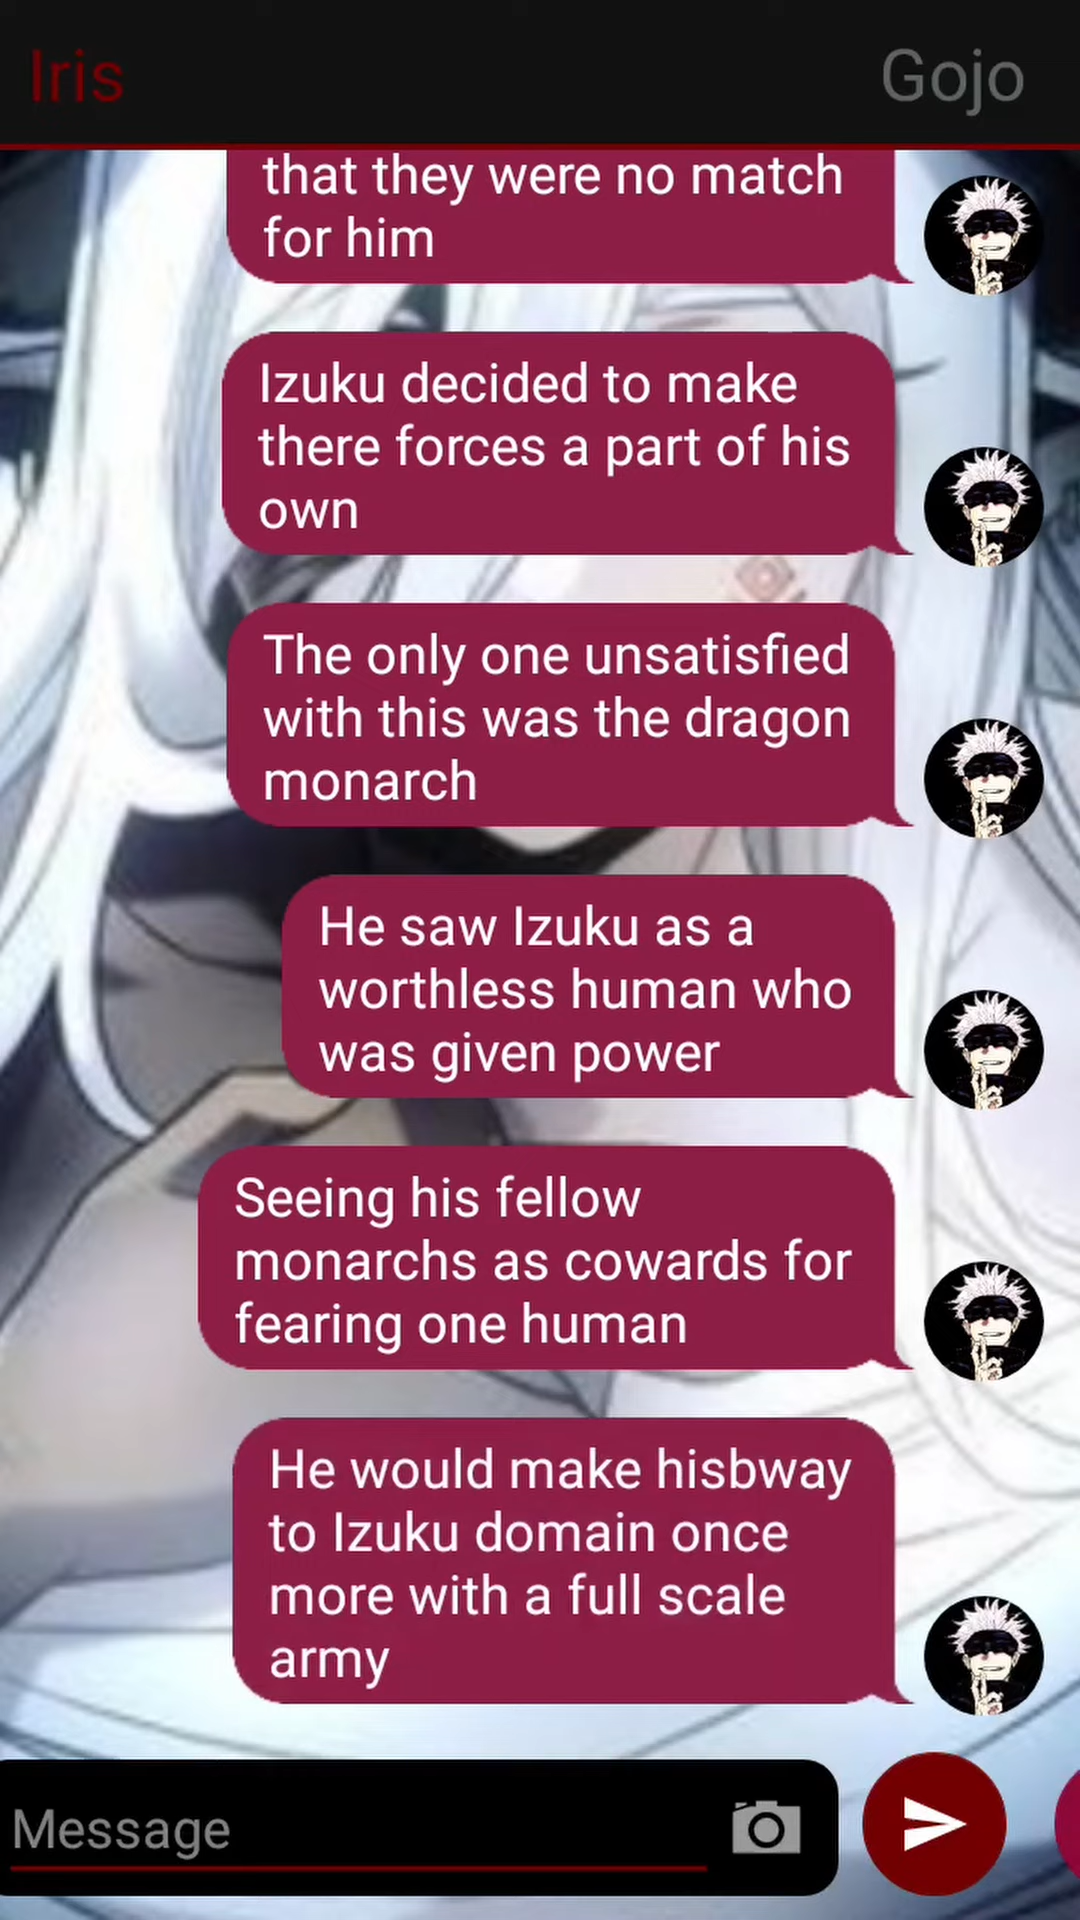 Iris
Gojo
that they were no match
for him
Izuku decided to make
there forces a part of his
own
The only one unsatisfied
with this was the dragon
monarch
He saw Izuku as a
worthless human who
was given power
Seeing his fellow
monarchs as cowards for
fearing one human
He would make hisbway
to Izuku domain once
more with a full scale
army
Message